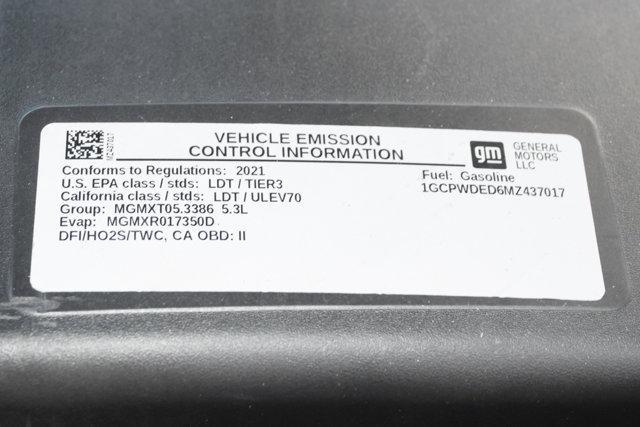 VEHICLE EMISSION
CONTROL INFORMATION
gm GENERAL
MOTORS
LLC
Conforms to Regulations: 2021
U.S. EPA class / stds: LDT / TIER3
California class / stds: LDT / ULEV70
Group: MGMXT05.3386 5.3L
Evap: MGMXR017350D
DFI/HO2S/TWC, CA OBD: II
Fuel: Gasoline
1GCPWDED6MZ437017
MZ437017